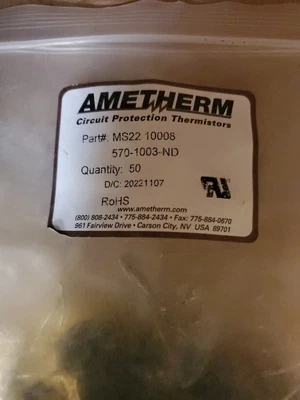 AMETHERM
Circuit Protection Thermistors
Part#: MS22 10008
570-1003-ND
Quantity: 50
D/C: 20221107
RoHS
www.ametherm.com
(800) 808-2434 • 775-884-2434 • Fax: 775-884-0670
961 Fairview Drive • Carson City, NV USA 89701